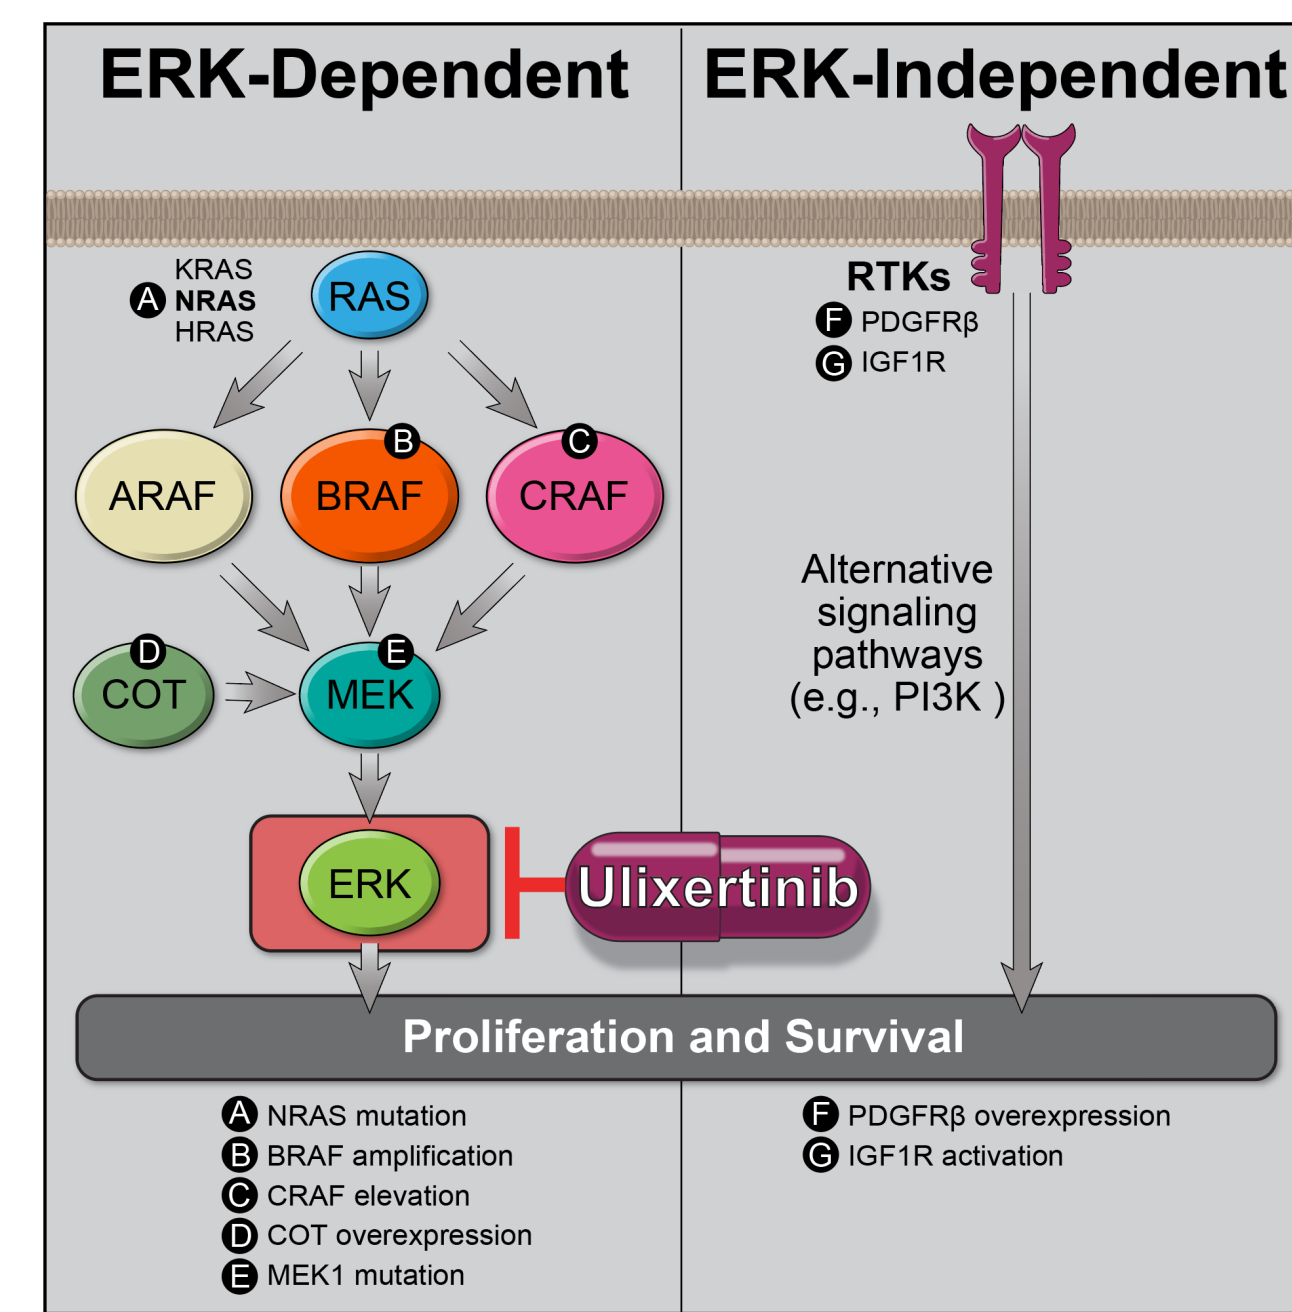 ERK-Dependent
ERK-Independent
KRAS
A NRAS
HRAS
RAS
RTKs
F PDGFRβ
G IGF1R
ARAF
B
BRAF
C
CRAF
Alternative
signaling
pathways
(e.g., PI3K )
D
COT
E
MEK
ERK
Ulixertinib
Proliferation and Survival
A NRAS mutation
B BRAF amplification
C CRAF elevation
D COT overexpression
E MEK1 mutation
F PDGFRβ overexpression
G IGF1R activation